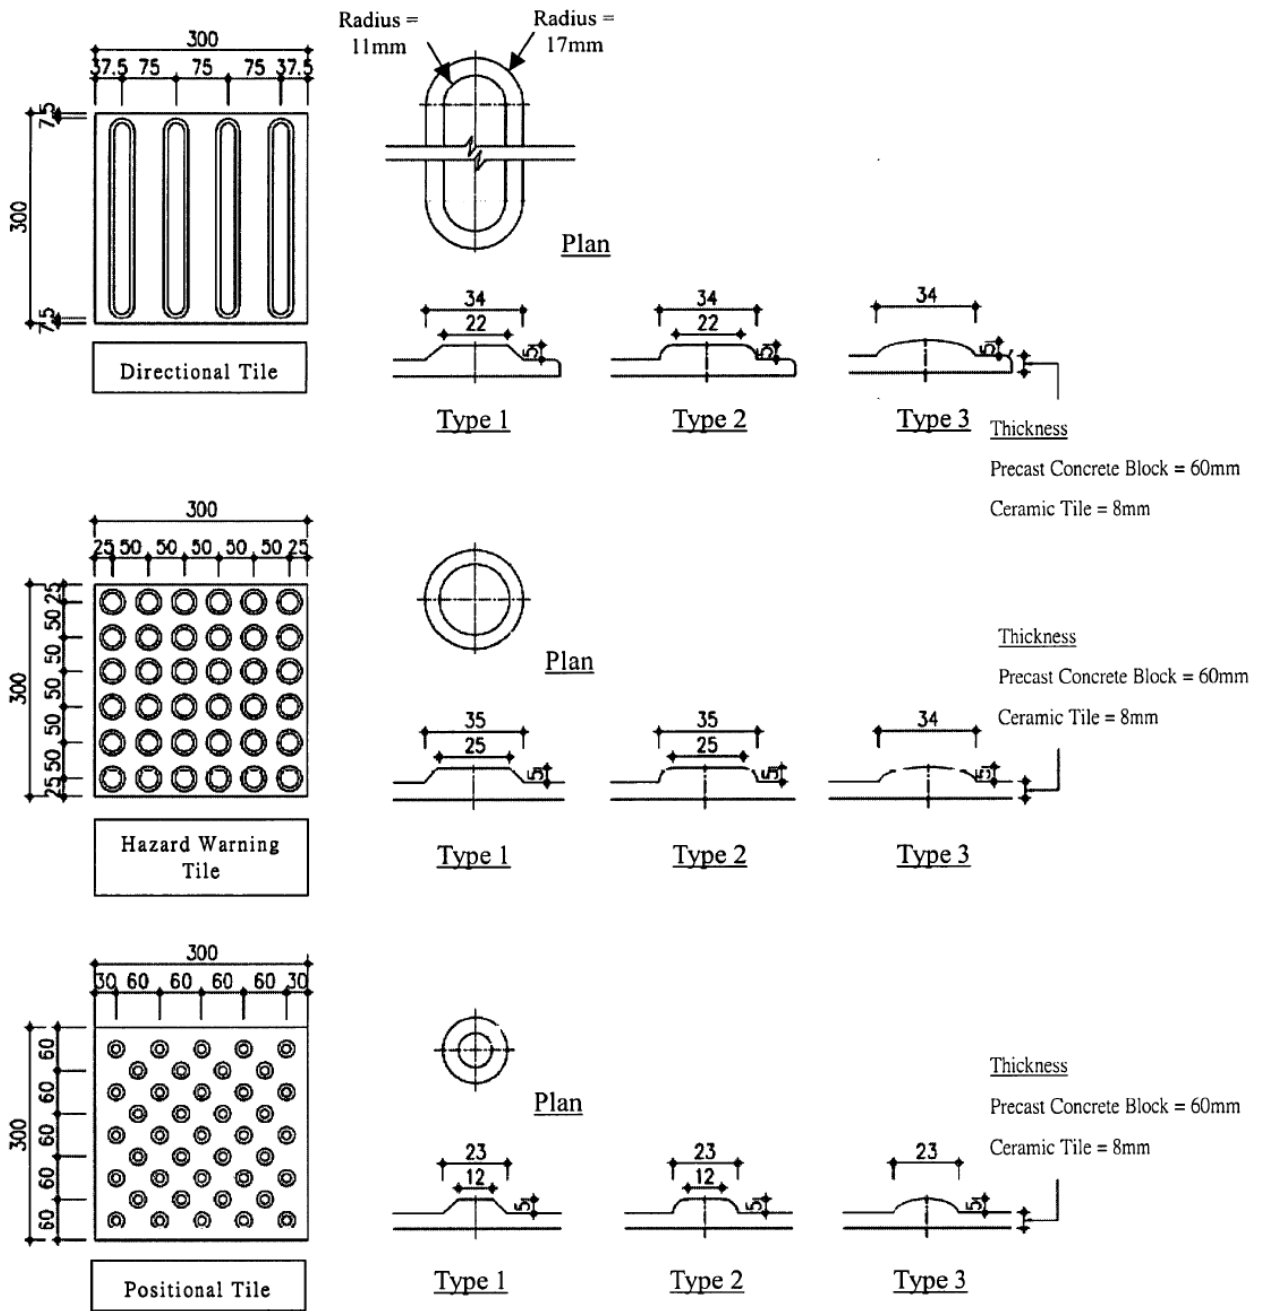 Radius =
11mm
Radius =
17mm
300
37.5 75 75 75 37.5
7.5
300
7.5
Plan
34
22
5
34
22
5
34
5
Directional Tile
Type 1
Type 2
Type 3
Thickness
Precast Concrete Block = 60mm
Ceramic Tile = 8mm
300
25 50 50 50 50 50 25
25
50
50
50
50
50
25
300
Plan
35
25
5
35
25
5
34
5
Thickness
Precast Concrete Block = 60mm
Ceramic Tile = 8mm
Hazard Warning
Tile
Type 1
Type 2
Type 3
300
30 60 60 60 60 30
60
60
60
60
60
300
Plan
23
12
5
23
12
5
23
5
Thickness
Precast Concrete Block = 60mm
Ceramic Tile = 8mm
Positional Tile
Type 1
Type 2
Type 3